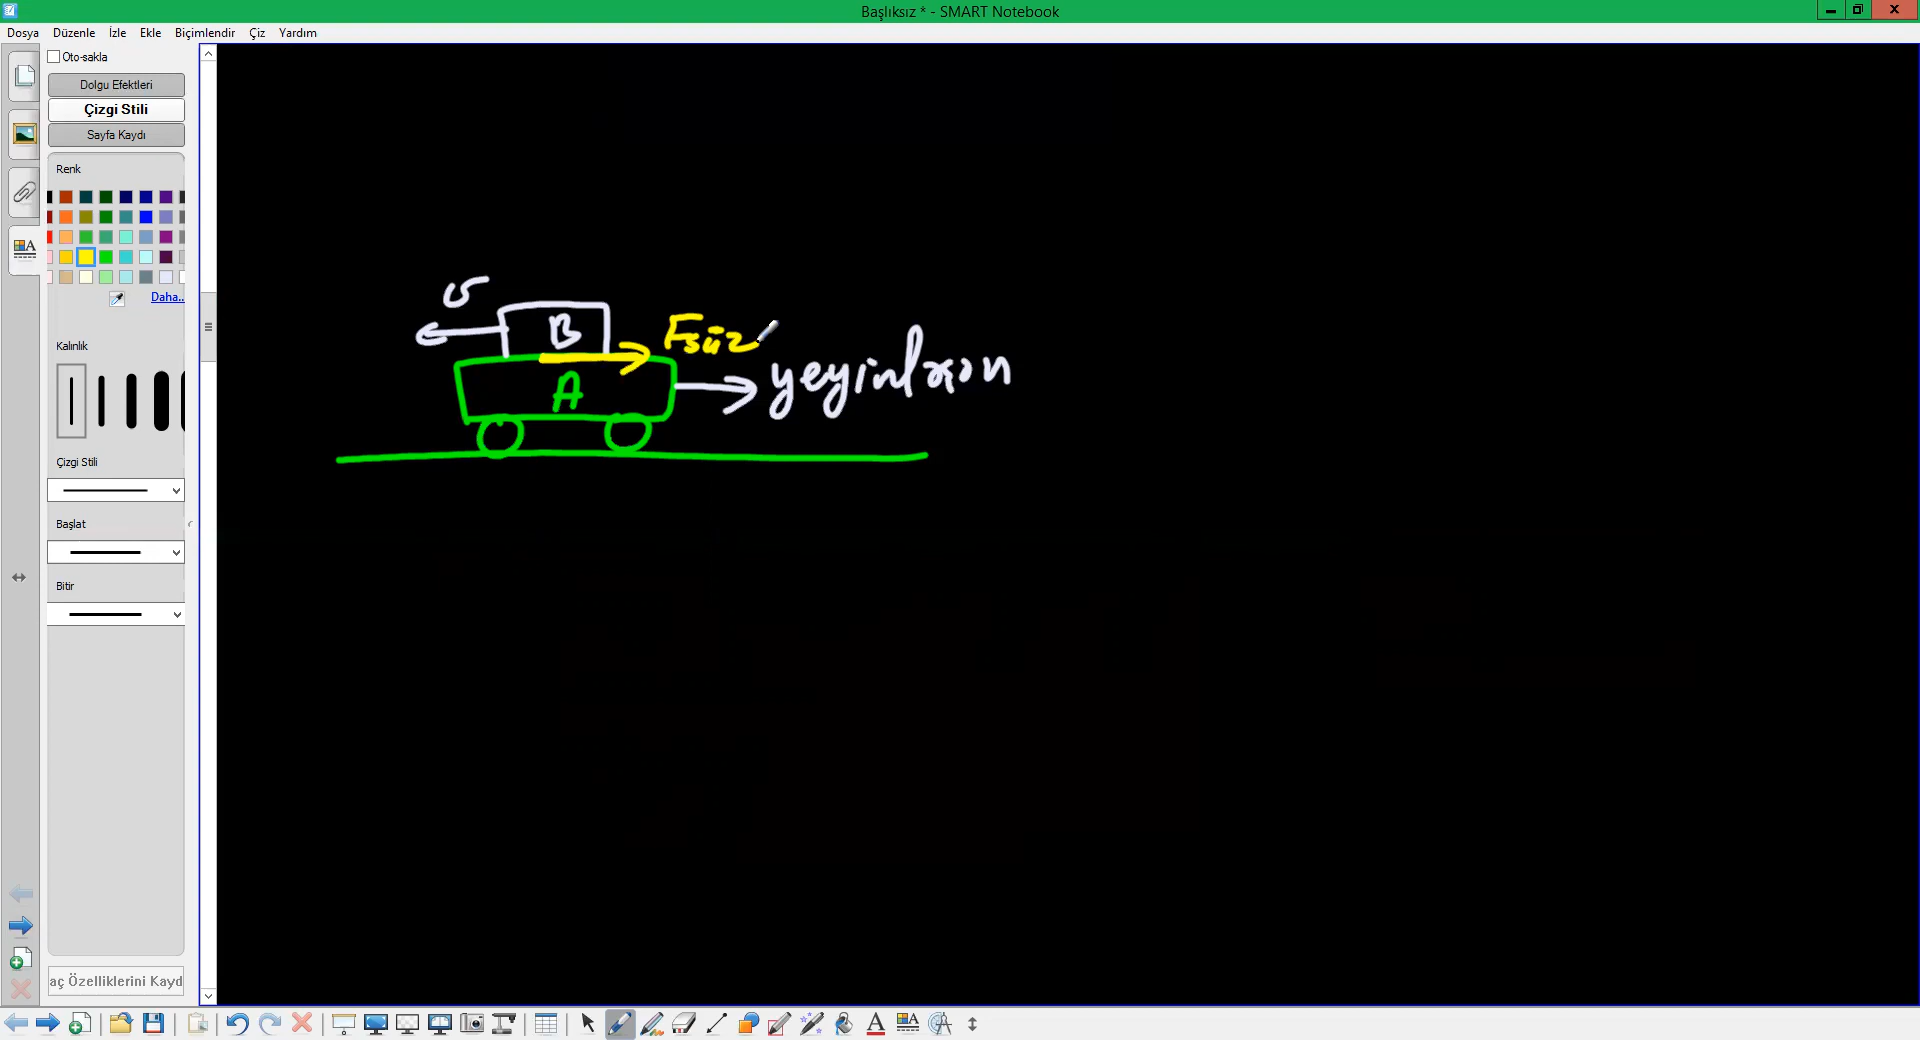 Başlıksız * - SMART Notebook
Dosya Düzenle İzle Ekle Biçimlendir Çiz Yardım
Oto-sakla
Dolgu Efektleri
Çizgi Stili
Sayfa Kaydı
Renk
Daha..
Kalınlık
Çizgi Stili
Başlat
Bitir
aç Özelliklerini Kayd
B
Fsüz
A